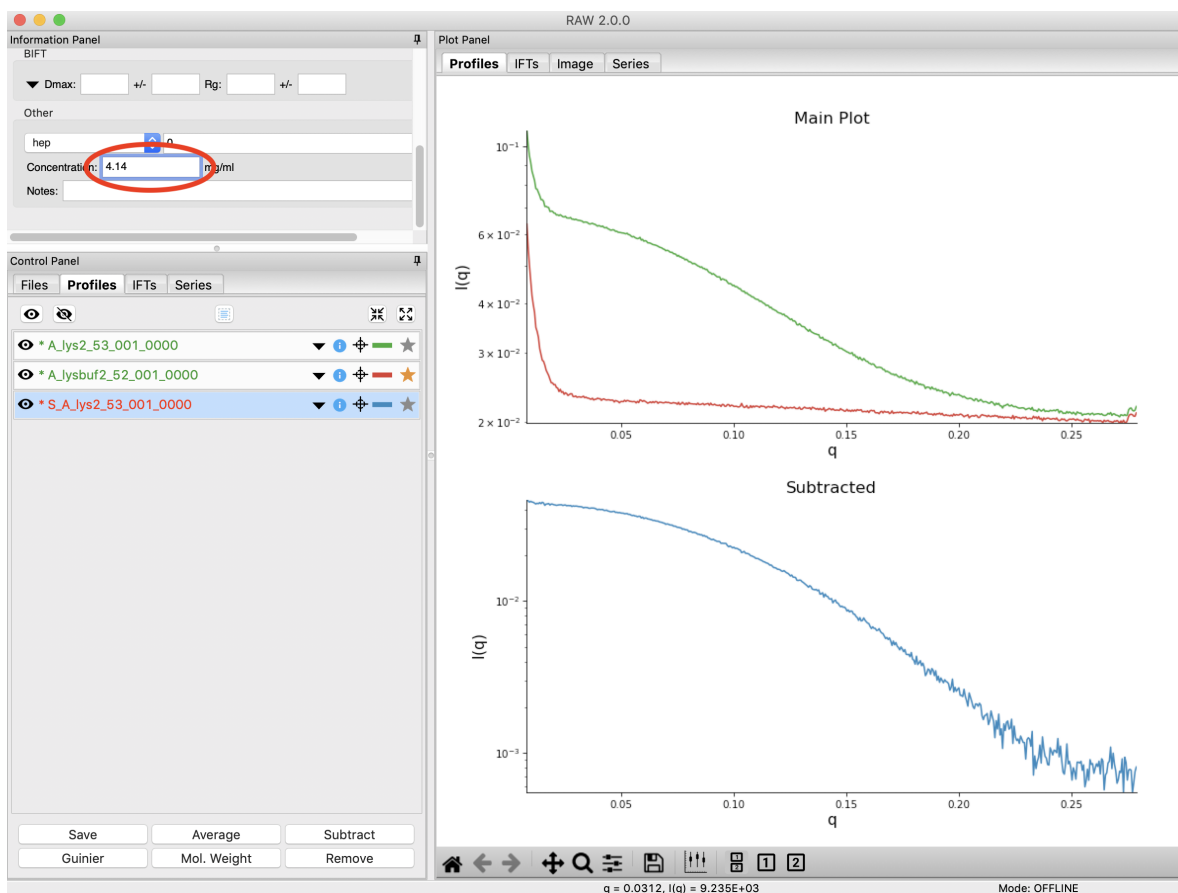 RAW 2.0.0
Information Panel
BIFT
Dmax: +/- Rg: +/-
Other
hep 0
Concentration: 4.14 mg/ml
Notes:
Control Panel
Files Profiles IFTs Series
* A_lys2_53_001_0000
* A_lysbuf2_52_001_0000
* S_A_lys2_53_001_0000
Save Average Subtract
Guinier Mol. Weight Remove
Plot Panel
Profiles IFTs Image Series
Main Plot
I(q)
10⁻¹
6 × 10⁻²
4 × 10⁻²
3 × 10⁻²
2 × 10⁻²
0.05 0.10 0.15 0.20 0.25
q
Subtracted
I(q)
10⁻²
10⁻³
0.05 0.10 0.15 0.20 0.25
q
1 2 1 2
q = 0.0312, I(q) = 9.235E+03 Mode: OFFLINE